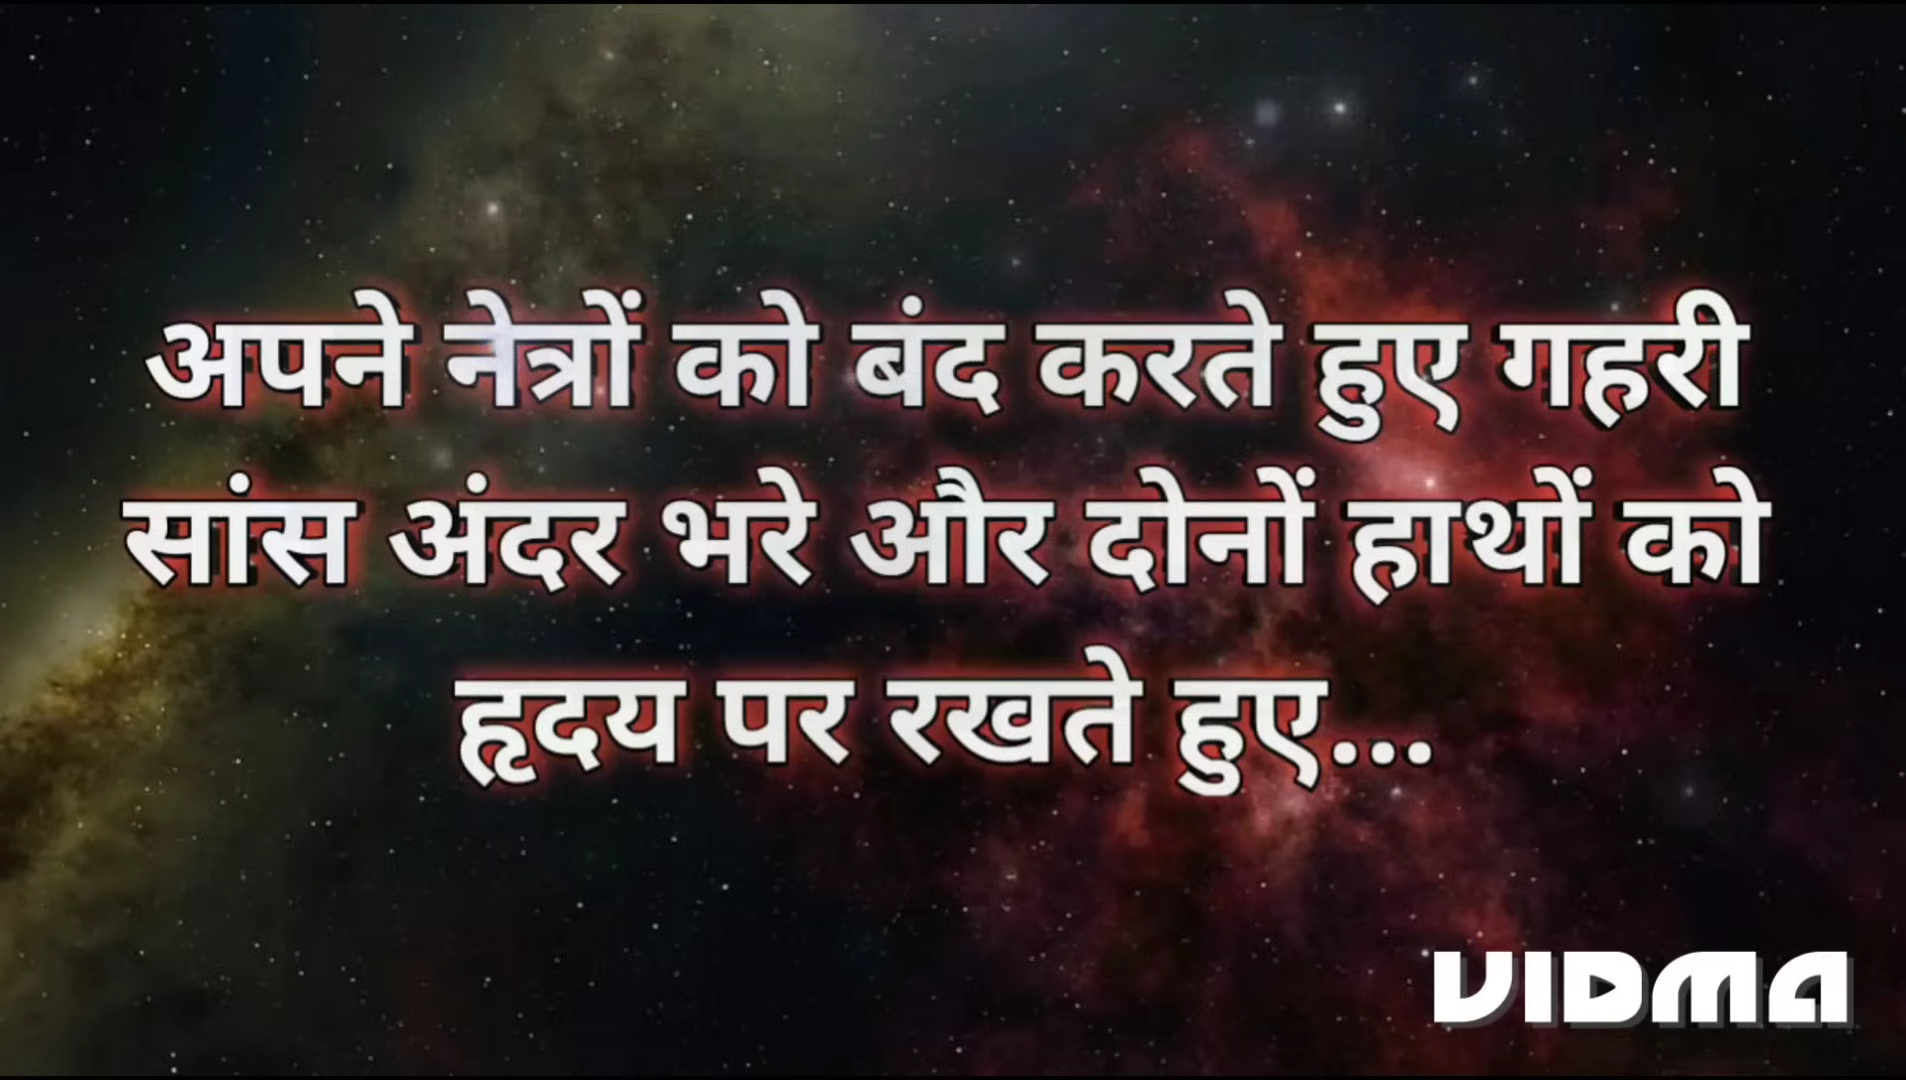 अपने नेत्रों को बंद करते हुए गहरी
सांस अंदर भरे और दोनों हाथों को
हृदय पर रखते हुए...
VIDMA